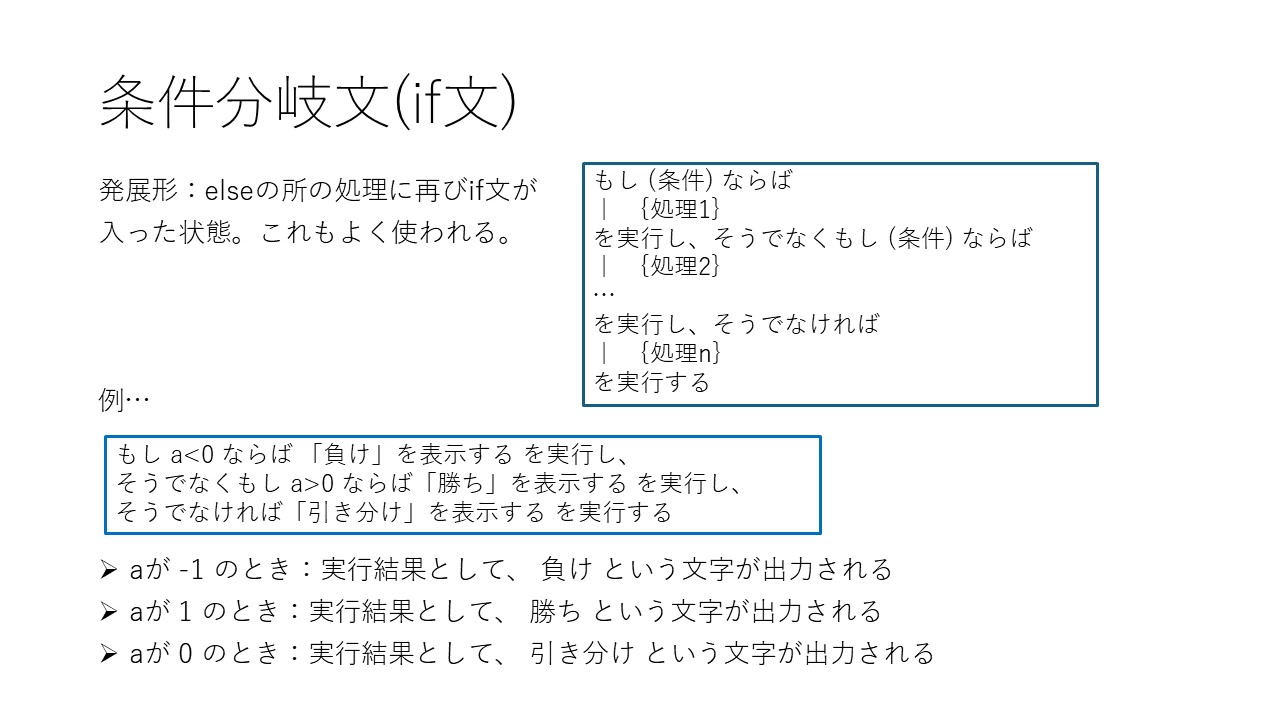 条件分岐文(if文)
発展形：elseの所の処理に再びif文が
入った状態。これもよく使われる。
もし (条件) ならば
｜　{処理1}
を実行し、そうでなくもし (条件) ならば
｜　{処理2}
…
を実行し、そうでなければ
｜　{処理n}
を実行する
例…
もし a<0 ならば 「負け」を表示する を実行し、
そうでなくもし a>0 ならば「勝ち」を表示する を実行し、
そうでなければ「引き分け」を表示する を実行する
➢ aが -1 のとき：実行結果として、 負け という文字が出力される
➢ aが 1 のとき：実行結果として、 勝ち という文字が出力される
➢ aが 0 のとき：実行結果として、 引き分け という文字が出力される